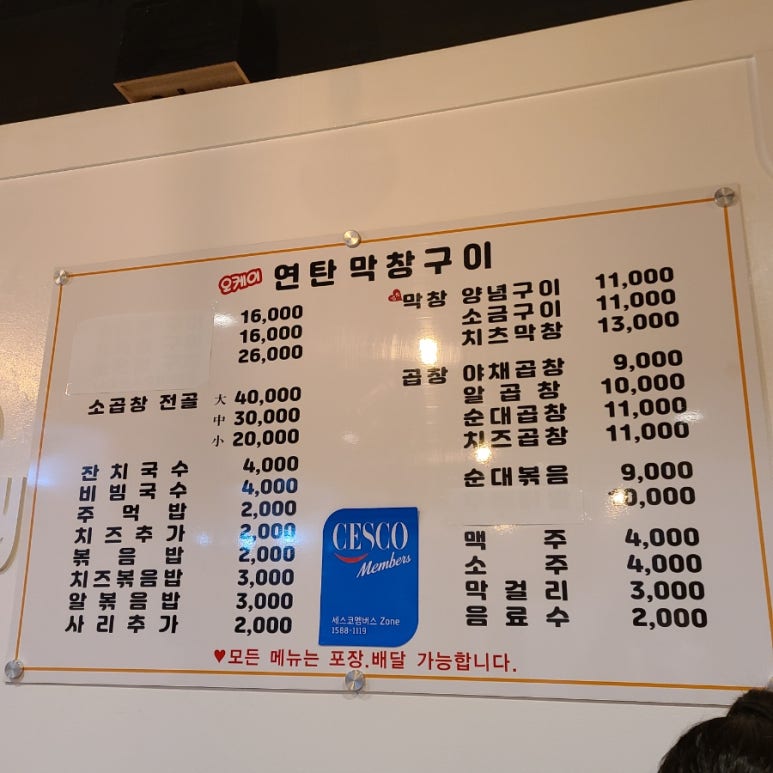 오케이 연탄막창구이
16,000
16,000
26,000
소곱창 전골 大 40,000
中 30,000
小 20,000
잔치국수 4,000
비빔국수 4,000
주먹밥 2,000
치즈추가 2,000
볶음밥 2,000
치즈볶음밥 3,000
알볶음밥 3,000
사리추가 2,000
막창 양념구이 11,000
소금구이 11,000
치즈막창 13,000
곱창 야채곱창 9,000
알곱창 10,000
순대곱창 11,000
치즈곱창 11,000
순대볶음 9,000
맥주 4,000
소주 4,000
막걸리 3,000
음료수 2,000
CESCO
Members
세스코멤버스 Zone
1588-1119
♥모든 메뉴는 포장.배달 가능합니다.